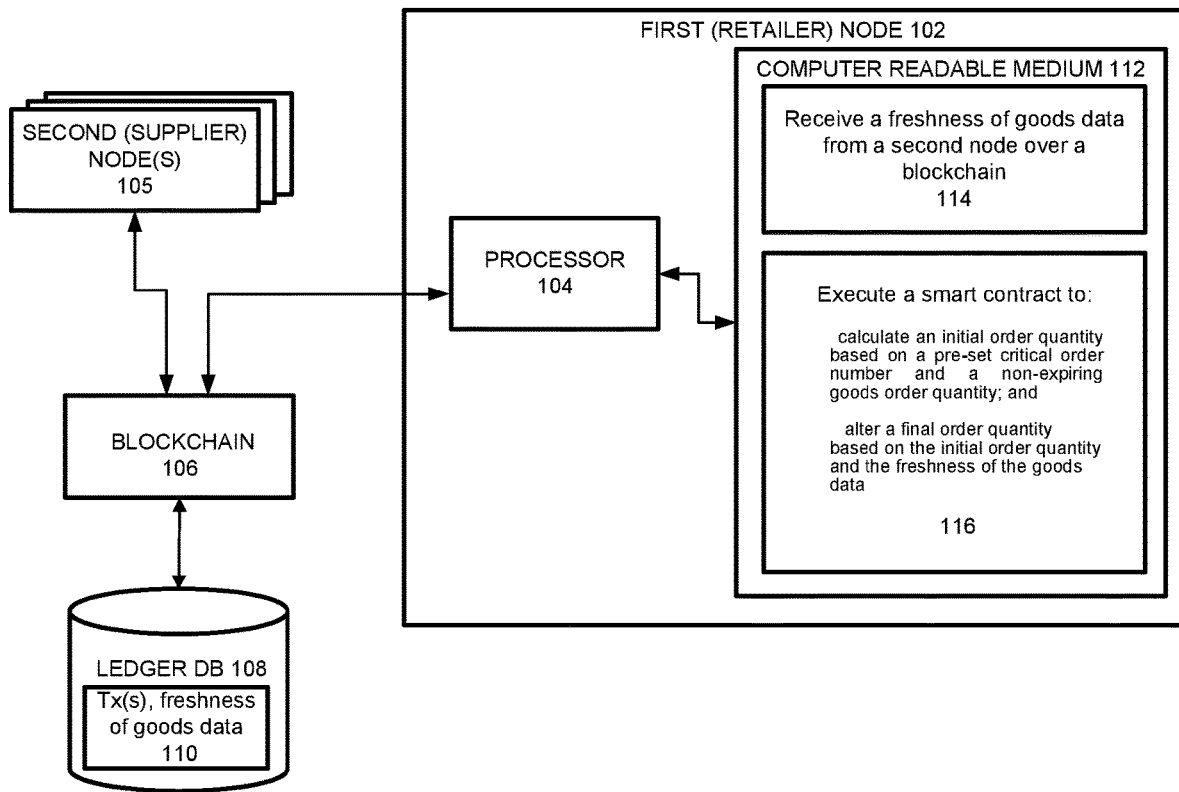 SECOND (SUPPLIER)
NODE(S)
105
BLOCKCHAIN
106
LEDGER DB 108
Tx(s), freshness
of goods data
110
FIRST (RETAILER) NODE 102
PROCESSOR
104
COMPUTER READABLE MEDIUM 112
Receive a freshness of goods data
from a second node over a
blockchain
114
Execute a smart contract to:
calculate an initial order quantity
based on a pre-set critical order
number and a non-expiring
goods order quantity; and
alter a final order quantity
based on the initial order quantity
and the freshness of the goods
data
116